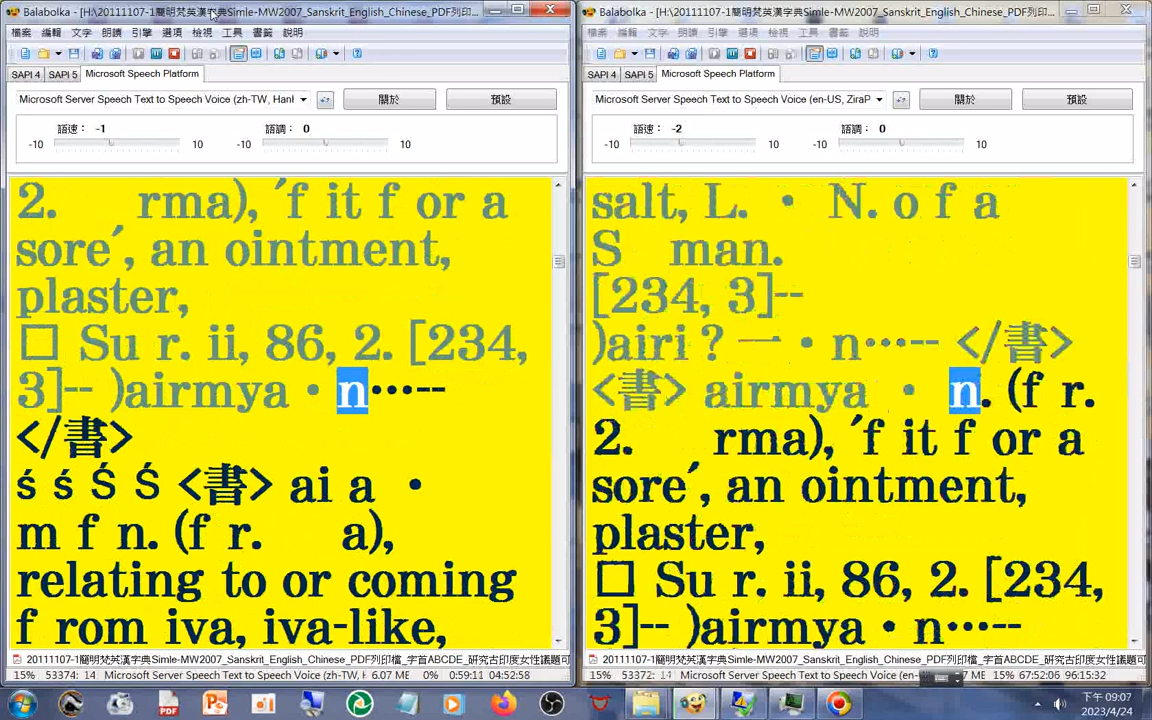 Balabolka - [H:\20111107-1簡明梵英漢字典Simle-MW2007_Sanskrit_English_Chinese_PDF列印...
檔案 編輯 文字 朗讀 引擎 選項 檢視 工具 書籤 說明
SAPI 4 SAPI 5 Microsoft Speech Platform
Microsoft Server Speech Text to Speech Voice (zh-TW, Han
關於 預設
語速: -1 語調: 0
-10 10 -10 10
2. rma), ´f it f or a
sore´, an ointment,
plaster,
□ Su r. ii, 86, 2. [234,
3]-- )airmya • n···--
</書>
ś ś Ś Ś <書> ai a •
m f n. (f r. a),
relating to or coming
f rom iva, iva-like,
20111107-1簡明梵英漢字典Simle-MW2007_Sanskrit_English_Chinese_PDF列印檔_字首ABCDE_研究古印度女性議題可
15% 53374: 14 Microsoft Server Speech Text to Speech Voice (zh-TW, H 6.07 MB 0% 0:59:11 04:52:58
Balabolka - [H:\20111107-1簡明梵英漢字典Simle-MW2007_Sanskrit_English_Chinese_PDF列印...
檔案 編輯 文字 朗讀 引擎 選項 檢視 工具 書籤 說明
SAPI 4 SAPI 5 Microsoft Speech Platform
Microsoft Server Speech Text to Speech Voice (en-US, ZiraP
關於 預設
語速: -2 語調: 0
-10 10 -10 10
salt, L. • N. o f a
S man.
[234, 3]--
)airi ? 一 • n···-- </書>
<書> airmya • n. (f r.
2. rma), ´f it f or a
sore´, an ointment,
plaster,
□ Su r. ii, 86, 2. [234,
3]-- )airmya • n···--
20111107-1簡明梵英漢字典Simle-MW2007_Sanskrit_English_Chinese_PDF列印檔_字首ABCDE_研究古印度女性議題可
15% 53372: 14 Microsoft Server Speech Text to Speech Voice (en-U 15% 67:52:06 96:15:32
下午 09:07
2023/4/24